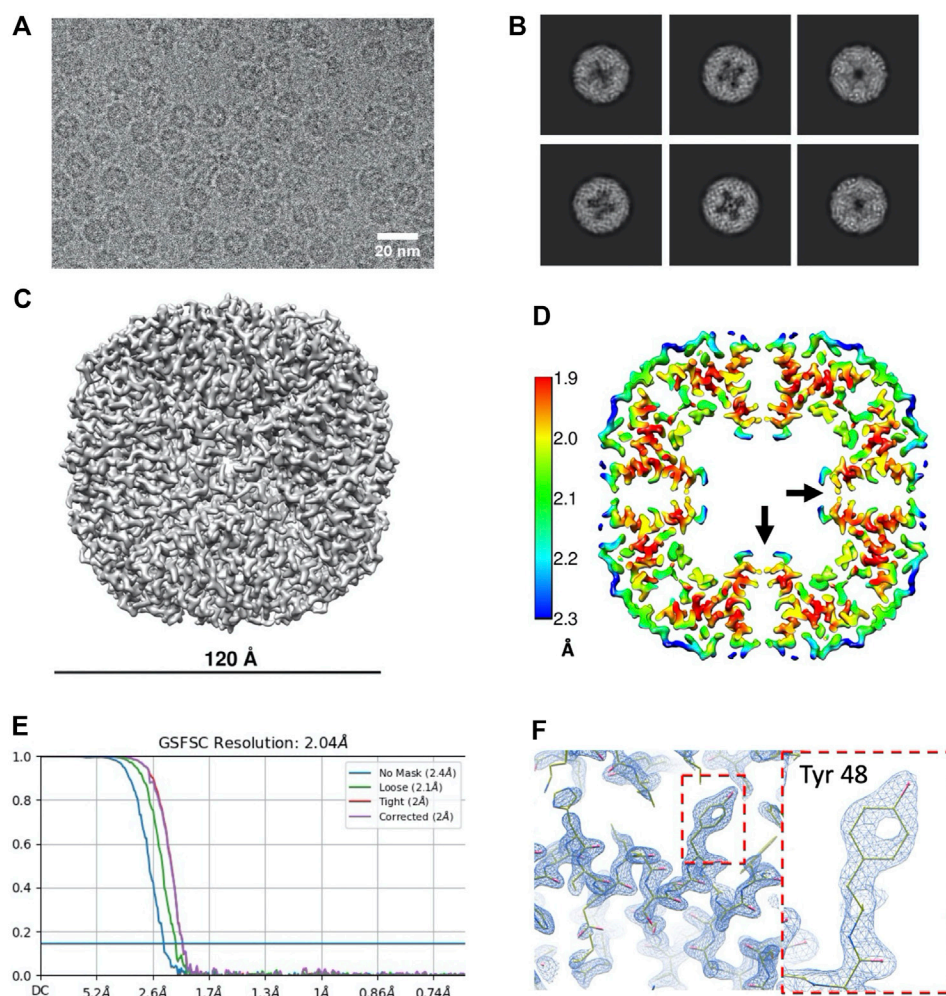 A
20 nm
B
C
120 Å
D
1.9
2.0
2.1
2.2
2.3
Å
E
GSFSC Resolution: 2.04Å
No Mask (2.4Å)
Loose (2.1Å)
Tight (2Å)
Corrected (2Å)
1.0
0.8
0.6
0.4
0.2
0.0
DC
5.2Å
2.6Å
1.7Å
1.3Å
1Å
0.86Å
0.74Å
F
Tyr 48